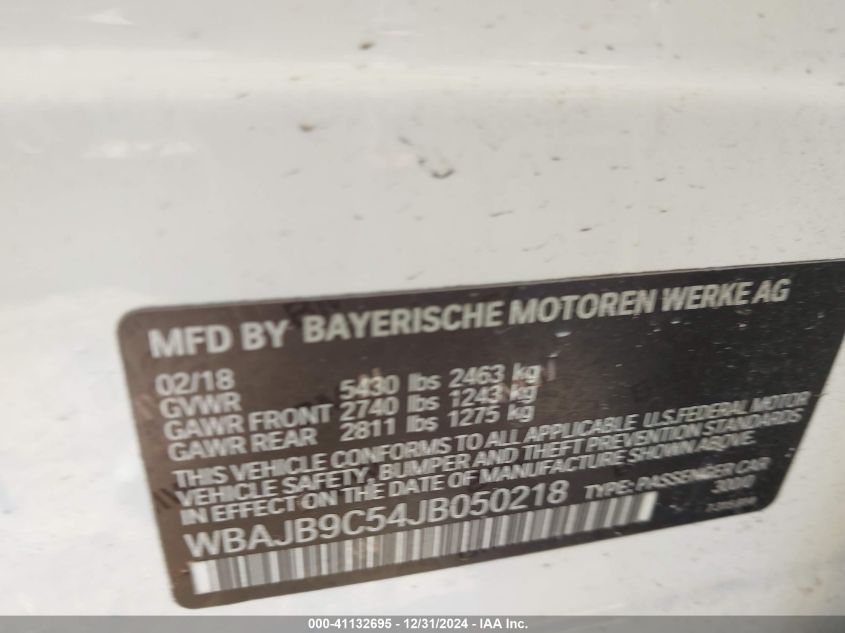 MFD BY BAYERISCHE MOTOREN WERKE AG
02/18
GVWR 5430 lbs 2463 kg
GAWR FRONT 2740 lbs 1243 kg
GAWR REAR 2811 lbs 1275 kg
THIS VEHICLE CONFORMS TO ALL APPLICABLE U.S.FEDERAL MOTOR
VEHICLE SAFETY, BUMPER AND THEFT PREVENTION STANDARDS
IN EFFECT ON THE DATE OF MANUFACTURE SHOWN ABOVE.
WBAJB9C54JB050218 TYPE: PASSENGER CAR
000-41132695 - 12/31/2024 - IAA Inc.